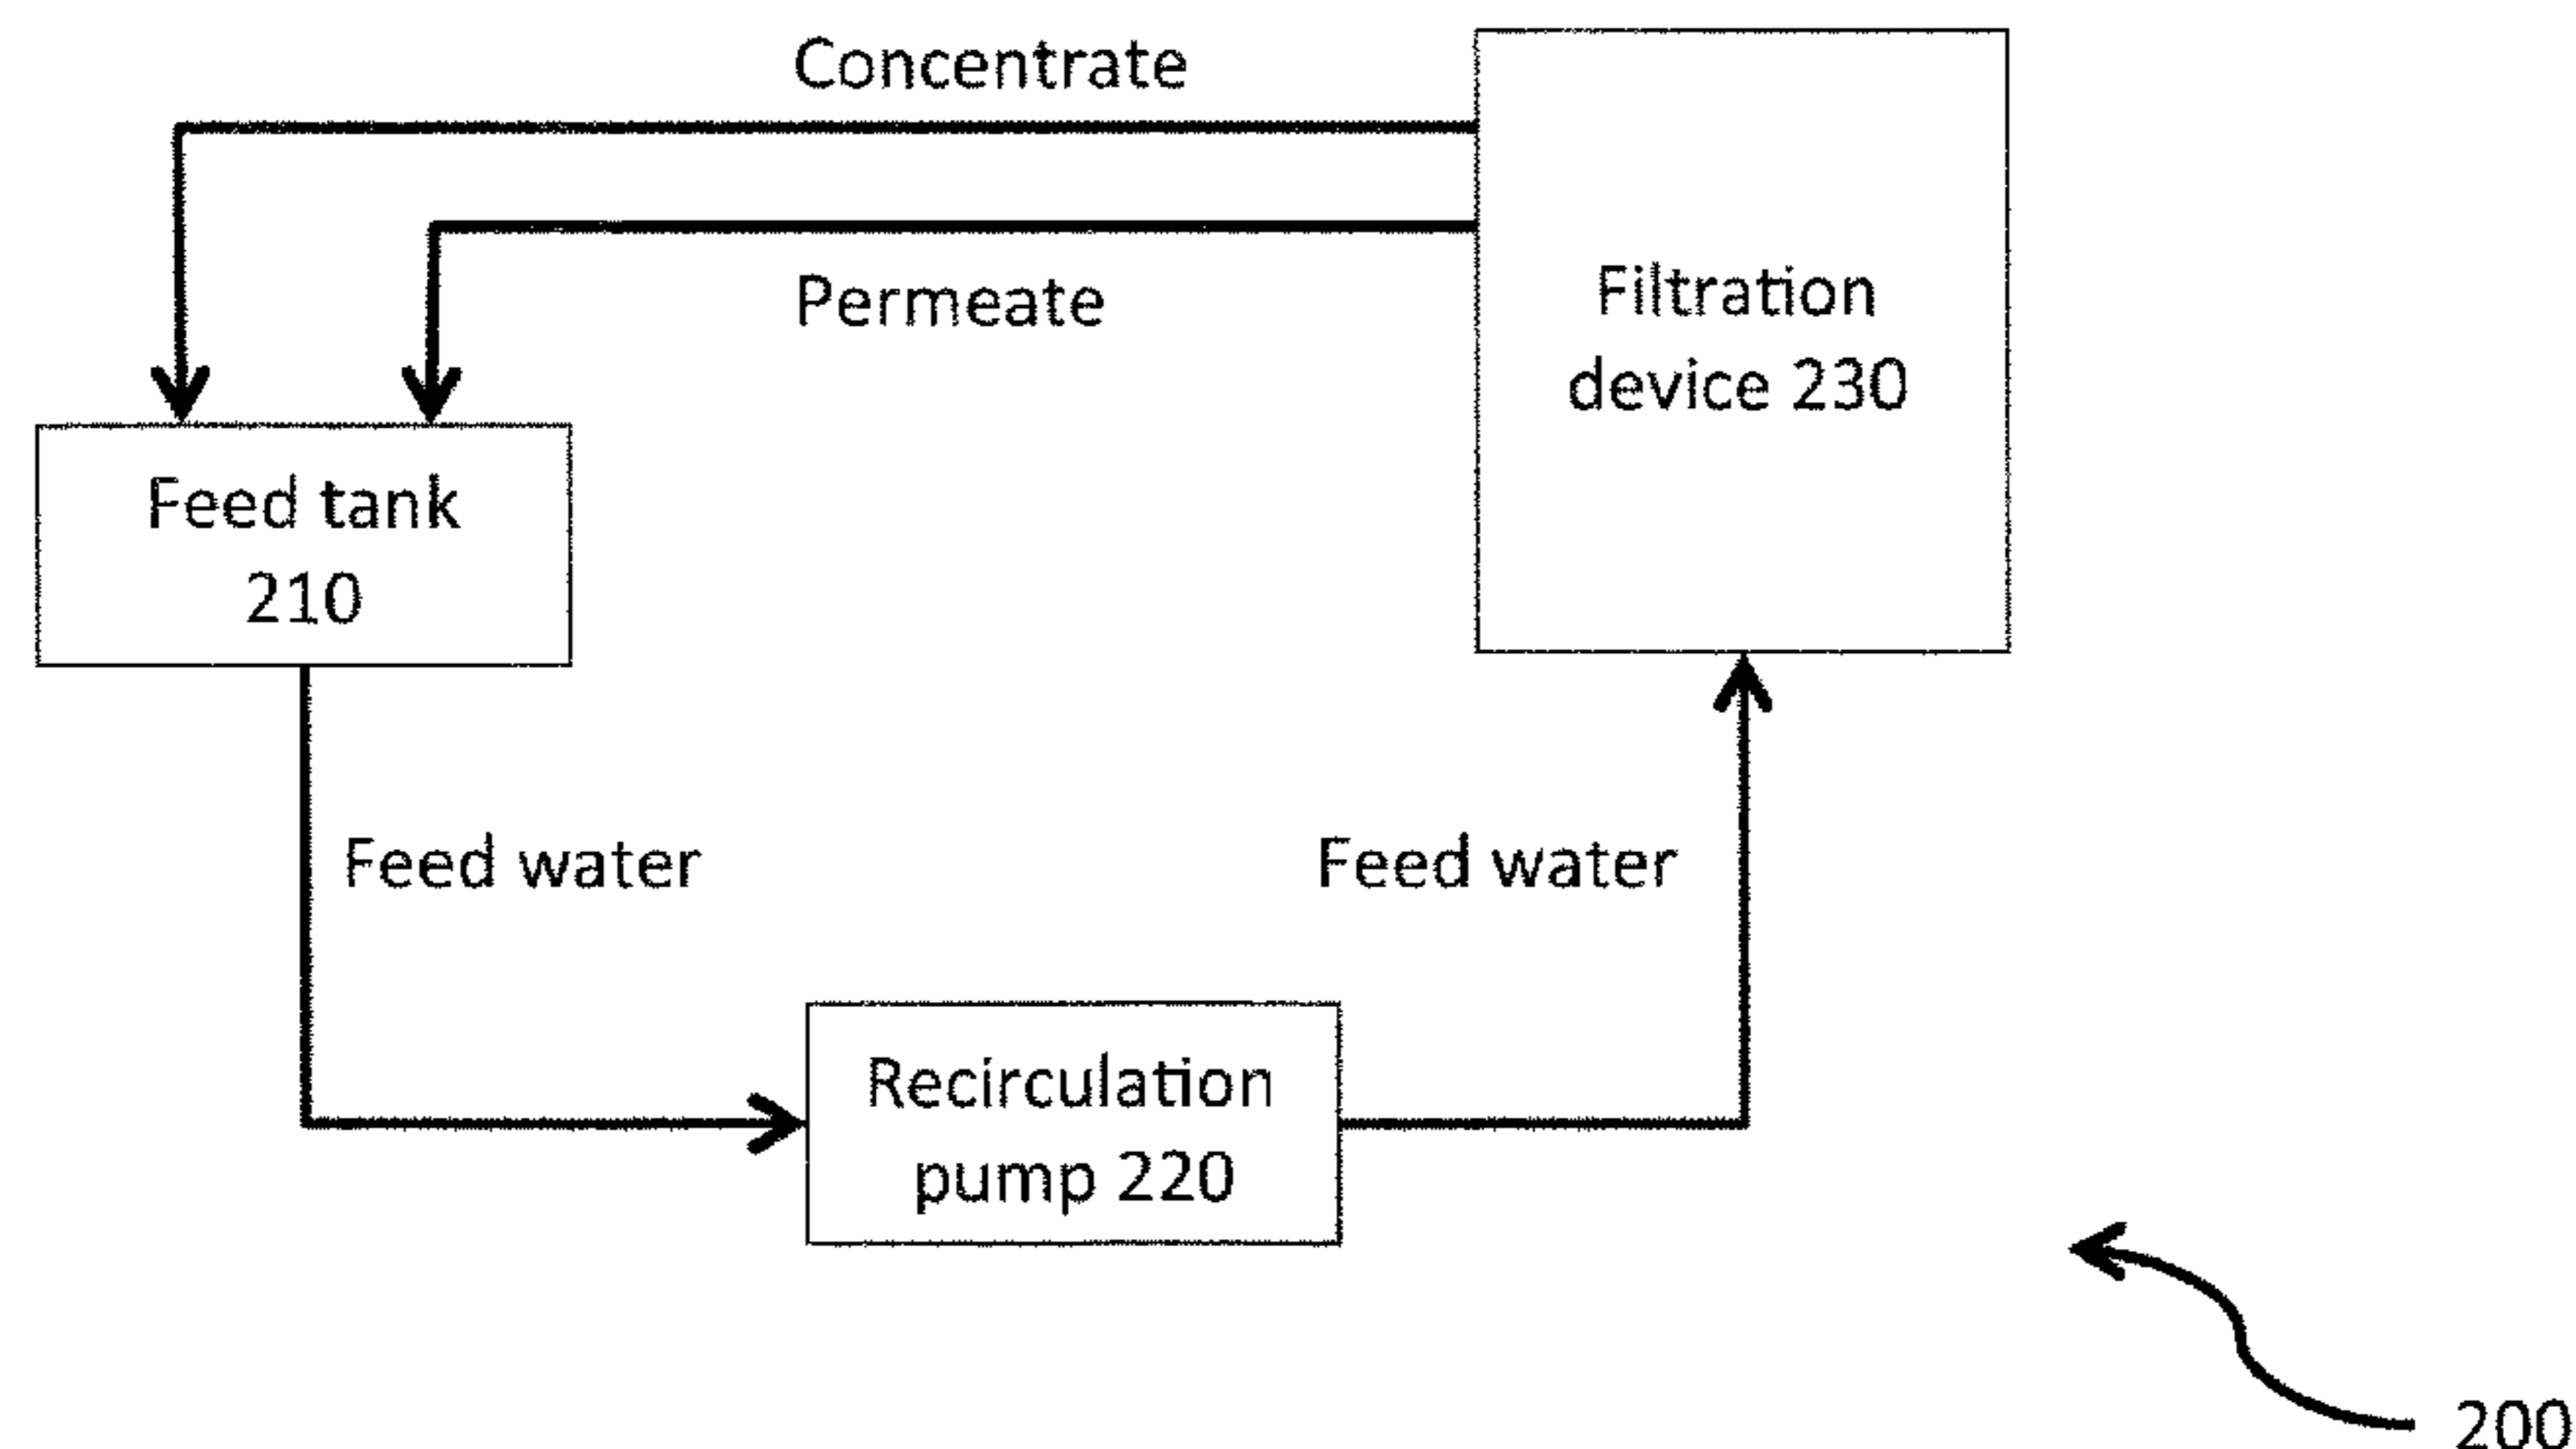 Concentrate
Permeate
Filtration
device 230
Feed tank
210
Feed water
Feed water
Recirculation
pump 220
200